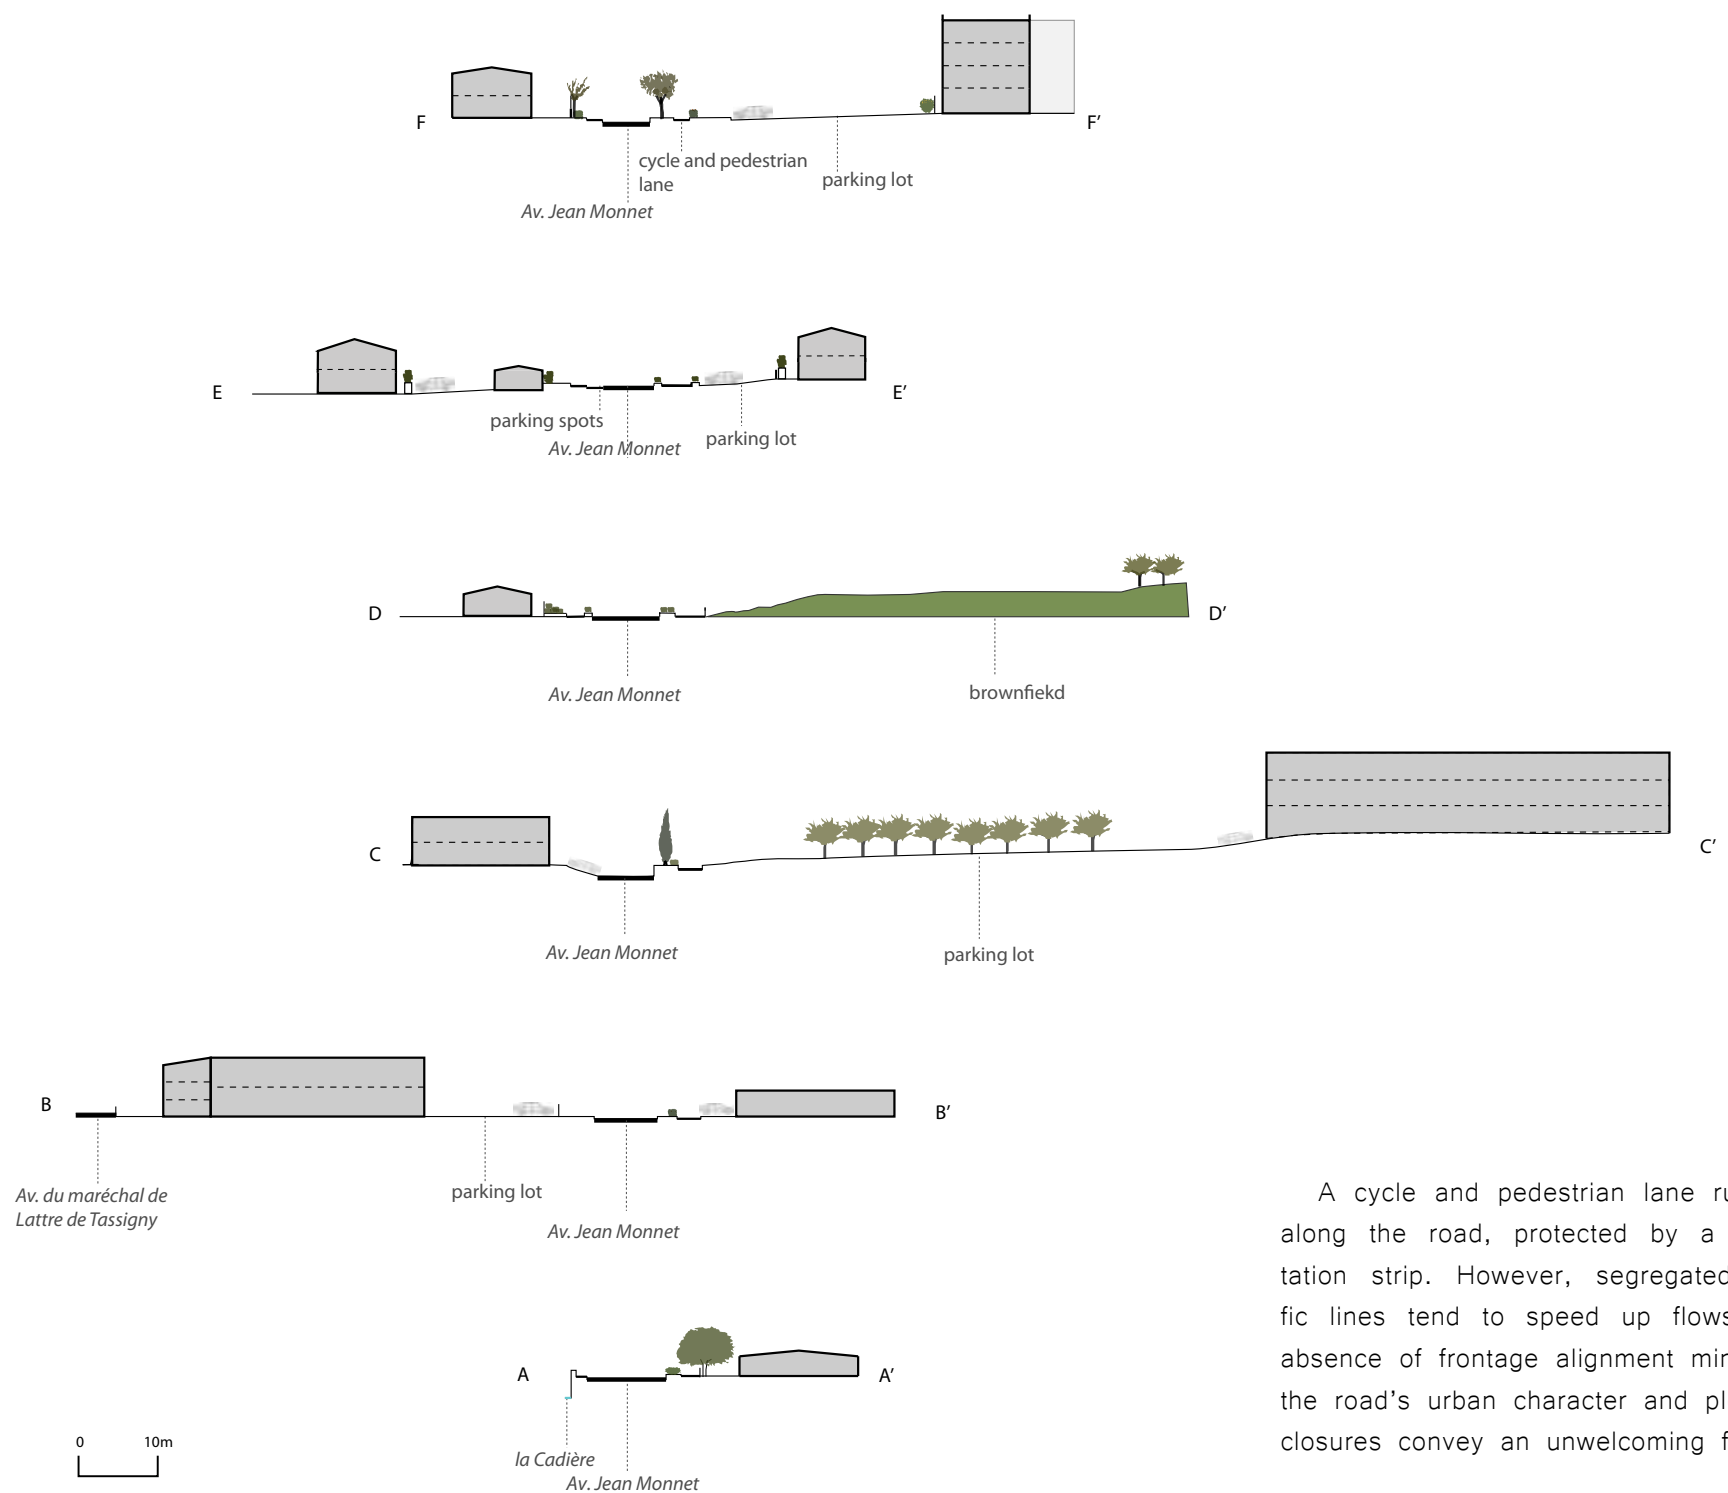 F
F’
cycle and pedestrian
lane
parking lot
Av. Jean Monnet
E
E’
parking spots
Av. Jean Monnet
parking lot
D
D’
Av. Jean Monnet
brownfiekd
C
C’
Av. Jean Monnet
parking lot
B
B’
Av. du maréchal de
Lattre de Tassigny
parking lot
Av. Jean Monnet
A
A’
la Cadière
Av. Jean Monnet
0 10m
A cycle and pedestrian lane
along the road, protected by a
tation strip. However, segregated
fic lines tend to speed up flows
absence of frontage alignment
the road’s urban character and
closures convey an unwelcoming